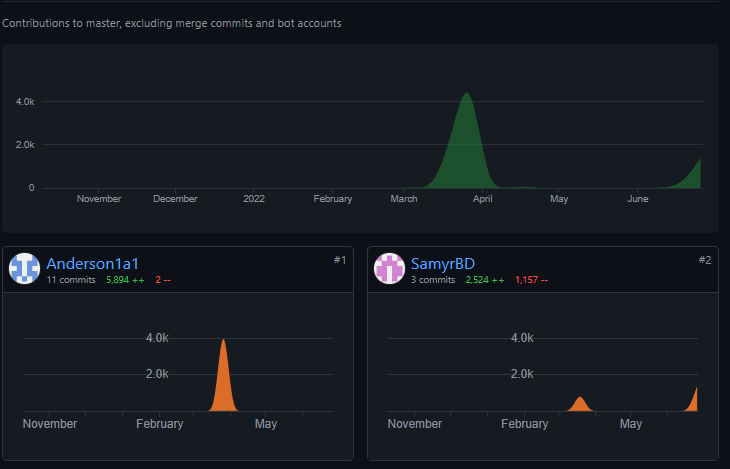 Contributions to master, excluding merge commits and bot accounts
4.0k
2.0k
0
November December 2022 February March April May June
Anderson1a1 #1
11 commits 5,894 ++ 2 --
4.0k
2.0k
November February May
SamyrBD #2
3 commits 2,524 ++ 1,157 --
4.0k
2.0k
November February May